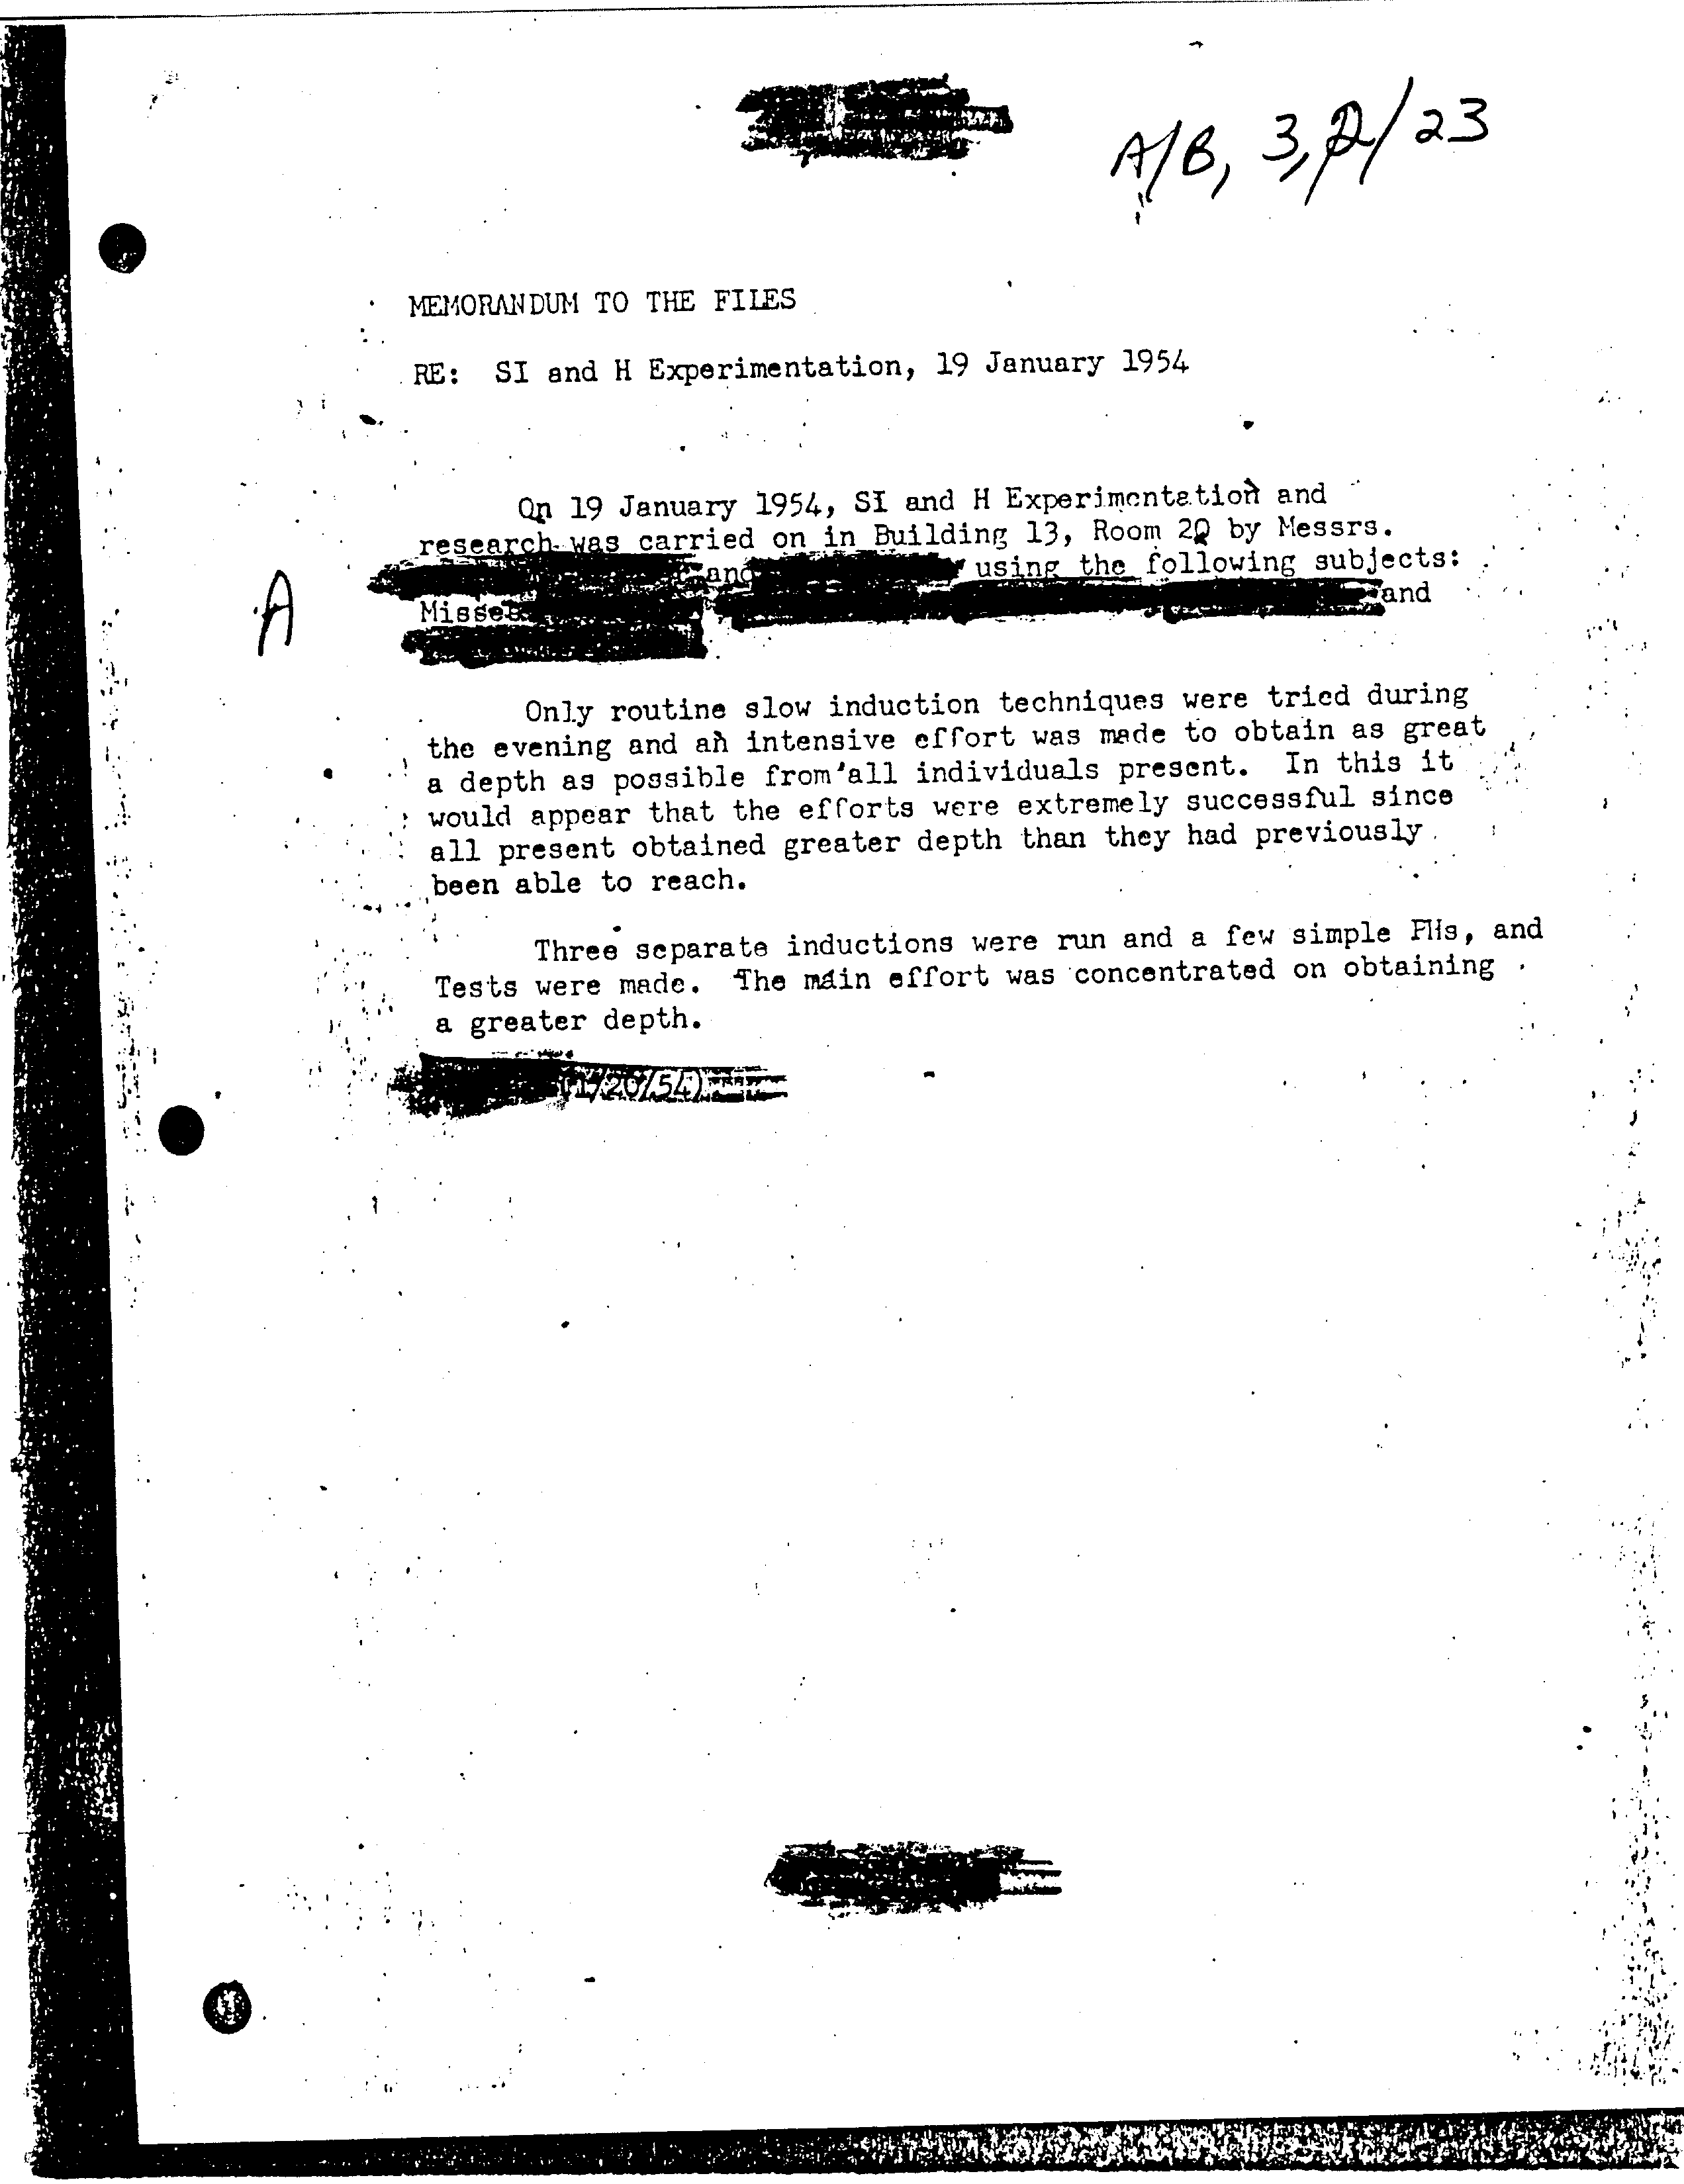 A/B, 3, 2/23
MEMORANDUM TO THE FILES
RE: SI and H Experimentation, 19 January 1954
On 19 January 1954, SI and H Experimentation and
research was carried on in Building 13, Room 2Q by Messrs.
and using the following subjects:
A
Misses and
Only routine slow induction techniques were tried during
the evening and an intensive effort was made to obtain as great
a depth as possible from all individuals present. In this it
would appear that the efforts were extremely successful since
all present obtained greater depth than they had previously
been able to reach.
Three separate inductions were run and a few simple PHs, and
Tests were made. The main effort was concentrated on obtaining
a greater depth.
(1/20/54)